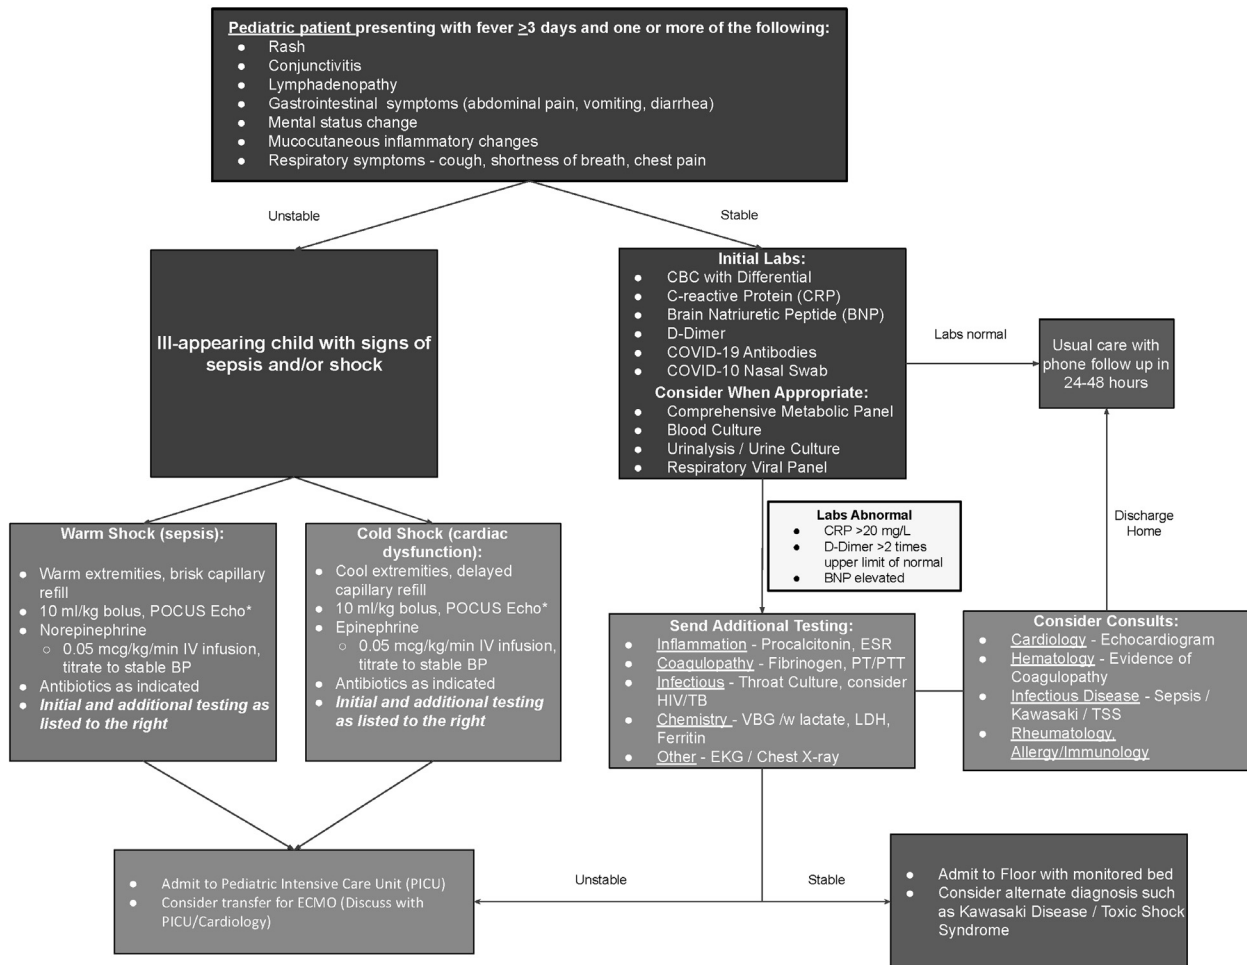 Pediatric patient presenting with fever ≥3 days and one or more of the following:
● Rash
● Conjunctivitis
● Lymphadenopathy
● Gastrointestinal symptoms (abdominal pain, vomiting, diarrhea)
● Mental status change
● Mucocutaneous inflammatory changes
● Respiratory symptoms - cough, shortness of breath, chest pain
Unstable
Stable
Ill-appearing child with signs of
sepsis and/or shock
Initial Labs:
● CBC with Differential
● C-reactive Protein (CRP)
● Brain Natriuretic Peptide (BNP)
● D-Dimer
● COVID-19 Antibodies
● COVID-10 Nasal Swab
Consider When Appropriate:
● Comprehensive Metabolic Panel
● Blood Culture
● Urinalysis / Urine Culture
● Respiratory Viral Panel
Labs normal
Usual care with
phone follow up in
24-48 hours
Labs Abnormal
● CRP >20 mg/L
● D-Dimer >2 times
upper limit of normal
● BNP elevated
Discharge
Home
Warm Shock (sepsis):
● Warm extremities, brisk capillary
refill
● 10 ml/kg bolus, POCUS Echo*
● Norepinephrine
○ 0.05 mcg/kg/min IV infusion,
titrate to stable BP
● Antibiotics as indicated
● Initial and additional testing as
listed to the right
Cold Shock (cardiac
dysfunction):
● Cool extremities, delayed
capillary refill
● 10 ml/kg bolus, POCUS Echo*
● Epinephrine
○ 0.05 mcg/kg/min IV infusion,
titrate to stable BP
● Antibiotics as indicated
● Initial and additional testing
as listed to the right
Send Additional Testing:
● Inflammation - Procalcitonin, ESR
● Coagulopathy - Fibrinogen, PT/PTT
● Infectious - Throat Culture, consider
HIV/TB
● Chemistry - VBG /w lactate, LDH,
Ferritin
● Other - EKG / Chest X-ray
Consider Consults:
● Cardiology - Echocardiogram
● Hematology - Evidence of
Coagulopathy
● Infectious Disease - Sepsis /
Kawasaki / TSS
● Rheumatology,
Allergy/Immunology
● Admit to Pediatric Intensive Care Unit (PICU)
● Consider transfer for ECMO (Discuss with
PICU/Cardiology)
Unstable
Stable
● Admit to Floor with monitored bed
● Consider alternate diagnosis such
as Kawasaki Disease / Toxic Shock
Syndrome